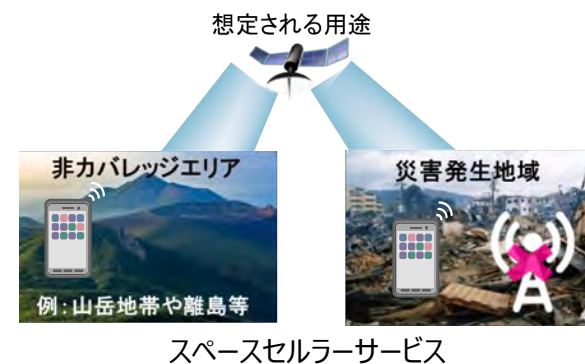 想定される用途
非カバレッジエリア
例：山岳地帯や離島等
災害発生地域
スペースセルラーサービス